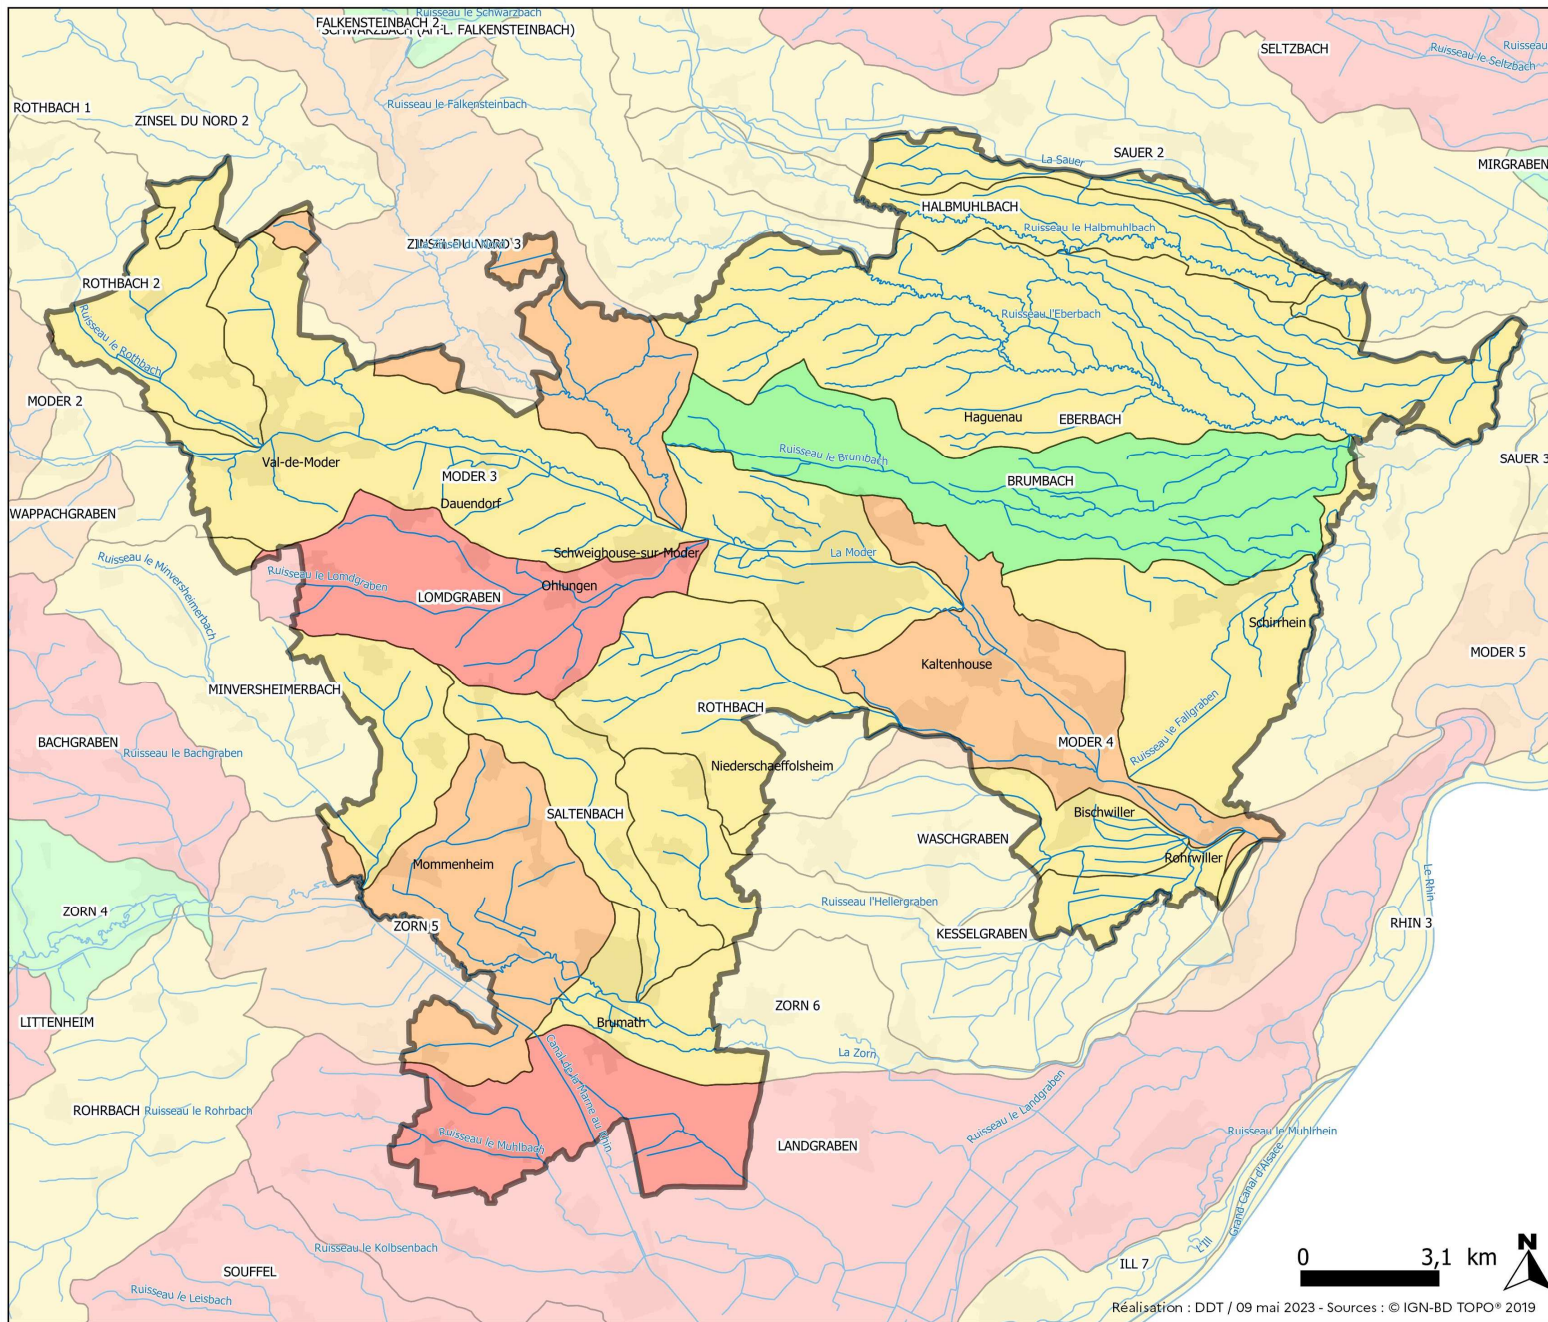 Ruisseau le Schwarzbach
FALKENSTEINBACH 2
SCHWARZBACH (AFFL. FALKENSTEINBACH)
SELTZBACH
Ruisseau
Ruisseau le Seltzbach
ROTHBACH 1
Ruisseau le Falkensteinbach
ZINSEL DU NORD 2
SAUER 2
La Sauer
MIRGRABEN
HALBMUHLBACH
Ruisseau le Halbmuhlbach
ZINSEL DU NORD 3
ROTHBACH 2
Ruisseau le Rothbach
Ruisseau l'Eberbach
MODER 2
Haguenau
EBERBACH
Val-de-Moder
Ruisseau le Brumbach
SAUER 3
MODER 3
BRUMBACH
Dauendorf
WAPPACHGRABEN
Schweighouse-sur-Moder
La Moder
Ruisseau le Minversheimerbach
Ruisseau le Lomdgraben
Ohlungen
LOMDGRABEN
Schirrhein
MODER 5
Kaltenhouse
MINVERSHEIMERBACH
ROTHBACH
Ruisseau le Fallgraben
BACHGRABEN
Ruisseau le Bachgraben
MODER 4
Niederschaeffolsheim
SALTENBACH
Bischwiller
WASCHGRABEN
Mommenheim
Rohrwiller
Le Rhin
ZORN 4
Ruisseau l'Hellergraben
ZORN 5
KESSELGRABEN
RHIN 3
ZORN 6
LITTENHEIM
Brumath
La Zorn
Canal de la Marne au Rhin
ROHRBACH
Ruisseau le Rohrbach
Ruisseau le Landgraben
Ruisseau le Muhlbach
LANDGRABEN
Ruisseau le Muhlrhein
Grand Canal d'Alsace
L'Ill
Ruisseau le Kolbsenbach
SOUFFEL
ILL 7
Ruisseau le Leisbach
N
0 3,1 km
Réalisation : DDT / 09 mai 2023 - Sources : © IGN-BD TOPO® 2019